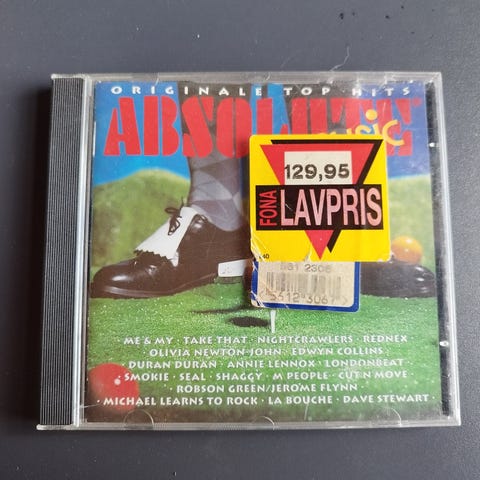 ORIGINALE TOP HITS
ABSOLUTE
music
129,95
FONA
LAVPRIS
· ME & MY · TAKE THAT · NIGHTCRAWLERS · REDNEX ·
OLIVIA NEWTON-JOHN · EDWYN COLLINS ·
DURAN DURAN · ANNIE LENNOX · LONDONBEAT ·
· SMOKIE · SEAL · SHAGGY · M PEOPLE · CUT'N'MOVE ·
ROBSON GREEN/JEROME FLYNN ·
· MICHAEL LEARNS TO ROCK · LA BOUCHE · DAVE STEWART ·